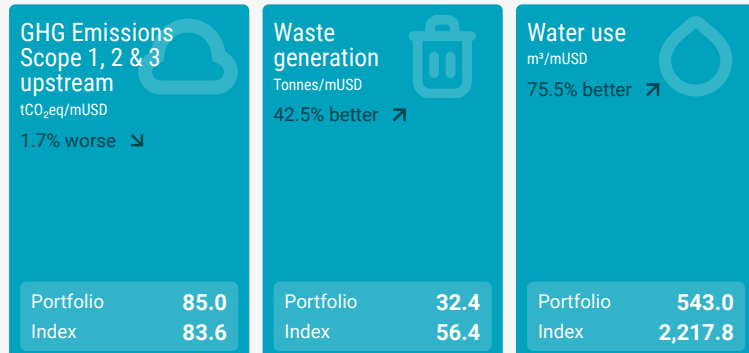 GHG Emissions
Scope 1, 2 & 3
upstream
tCO₂eq/mUSD
1.7% worse
Portfolio 85.0
Index 83.6
Waste
generation
Tonnes/mUSD
42.5% better
Portfolio 32.4
Index 56.4
Water use
m³/mUSD
75.5% better
Portfolio 543.0
Index 2,217.8